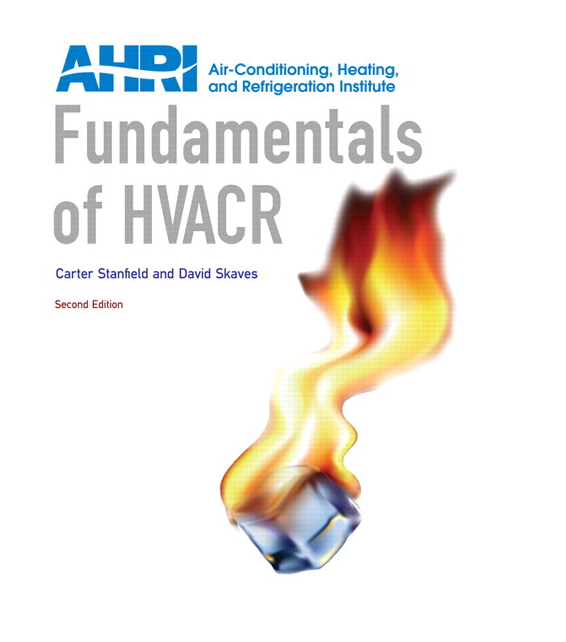 AHRI
Air-Conditioning, Heating,
and Refrigeration Institute
Fundamentals
of HVACR
Carter Stanfield and David Skaves
Second Edition